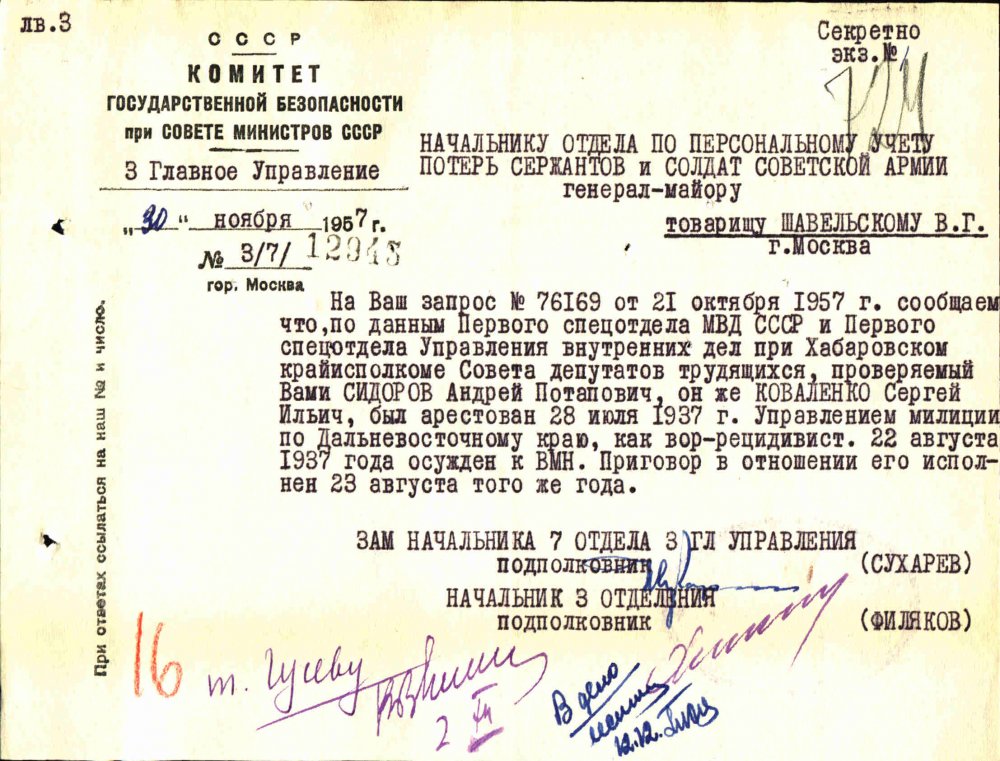 лв.3
СССР
КОМИТЕТ
ГОСУДАРСТВЕННОЙ БЕЗОПАСНОСТИ
при СОВЕТЕ МИНИСТРОВ СССР
3 Главное Управление
„30" ноября 1957 г.
№ 3/7/ 12945
гор. Москва
Секретно
экз.№
НАЧАЛЬНИКУ ОТДЕЛА ПО ПЕРСОНАЛЬНОМУ УЧЕТУ
ПОТЕРЬ СЕРЖАНТОВ и СОЛДАТ СОВЕТСКОЙ АРМИИ
генерал-майору
товарищу ШАВЕЛЬСКОМУ В.Г.
г.Москва
На Ваш запрос № 76169 от 21 октября 1957 г. сообщаем
что,по данным Первого спецотдела МВД СССР и Первого
спецотдела Управления внутренних дел при Хабаровском
крайисполкоме Совета депутатов трудящихся, проверяемый
Вами СИДОРОВ Андрей Потапович, он же КОВАЛЕНКО Сергей
Ильич, был арестован 28 июля 1937 г. Управлением милиции
по Дальневосточному краю, как вор-рецидивист. 22 августа
1937 года осужден к ВМН. Приговор в отношении его испол-
нен 23 августа того же года.
ЗАМ НАЧАЛЬНИКА 7 ОТДЕЛА 3 ГЛ УПРАВЛЕНИЯ
подполковник (СУХАРЕВ)
НАЧАЛЬНИК 3 ОТДЕЛЕНИЯ
подполковник (ФИЛЯКОВ)
При ответах ссылаться на наш № и число.
16
т. Гусеву
2 XII
В дело
12.12.